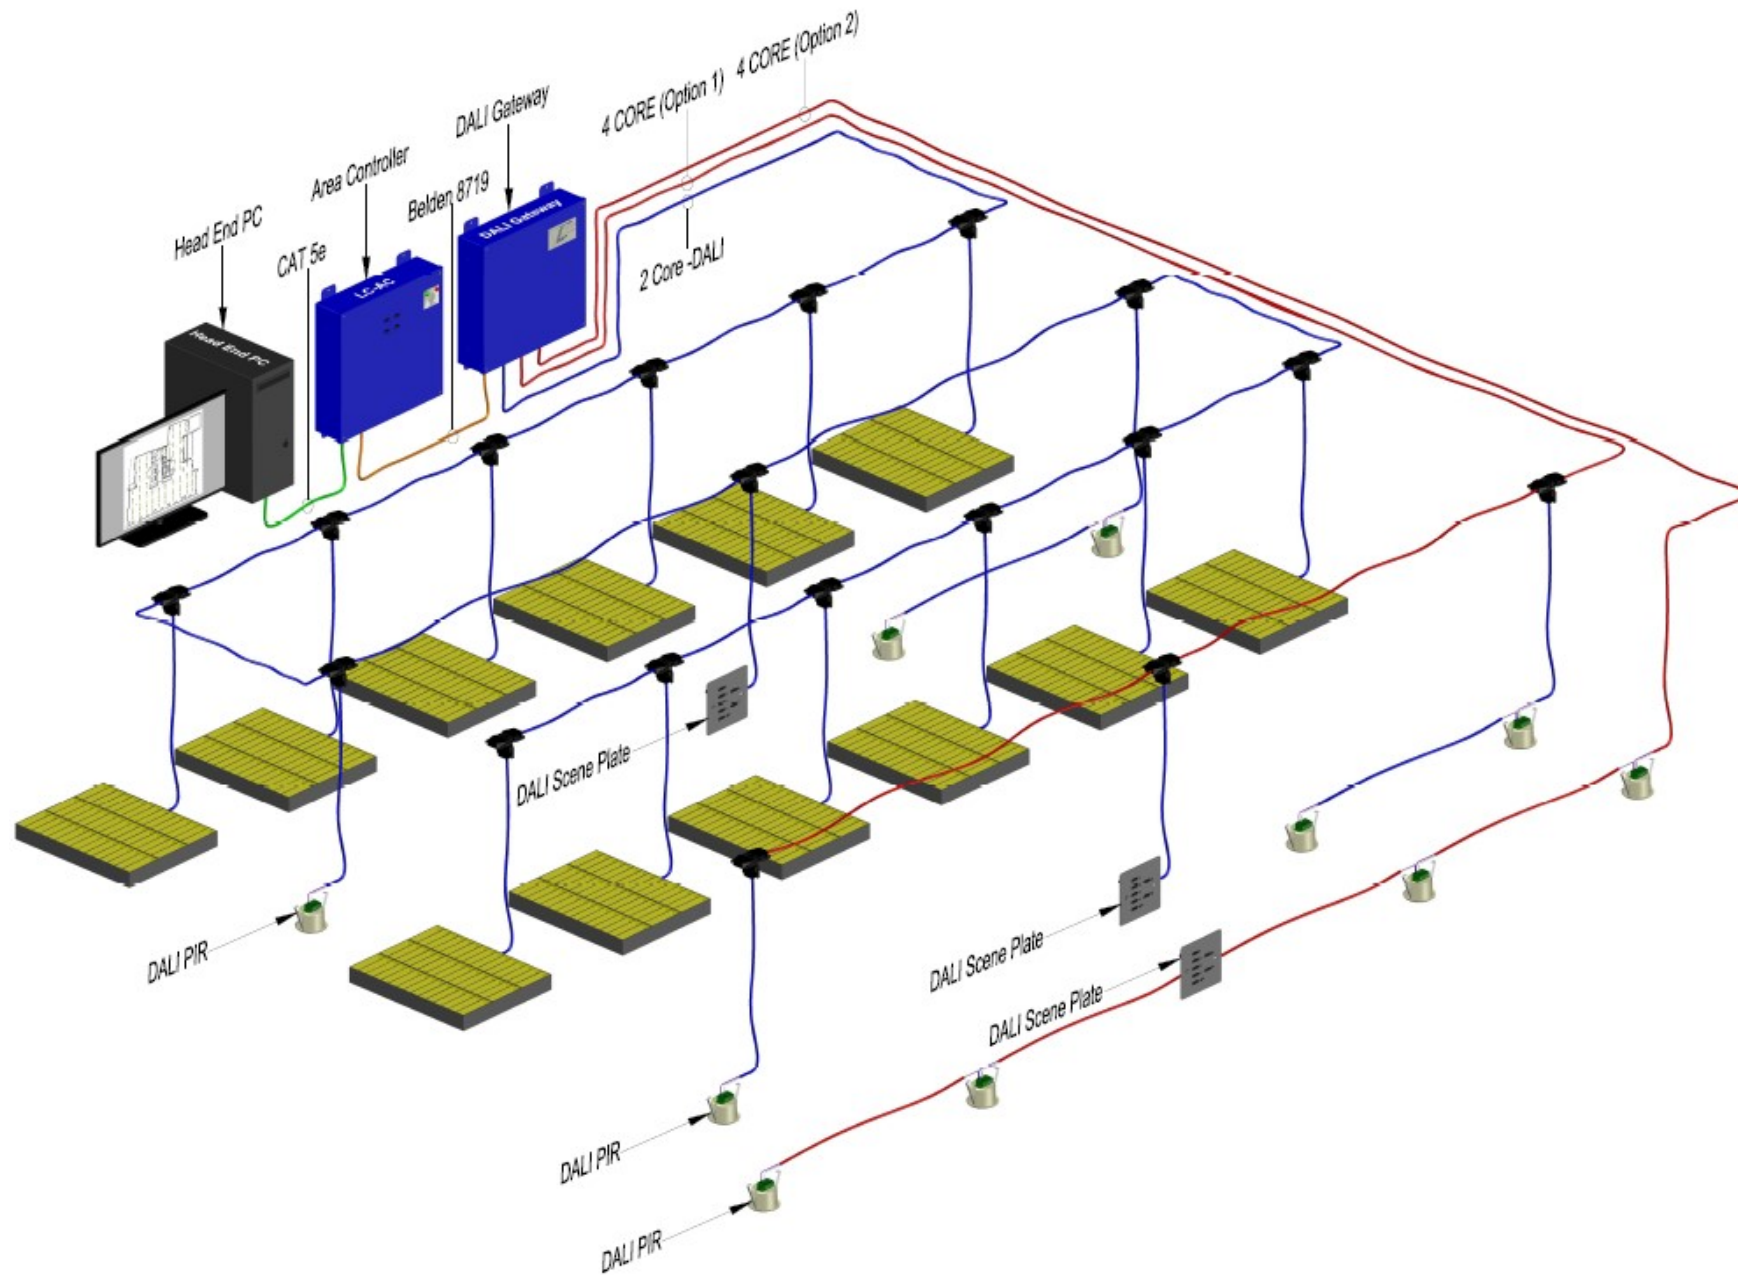 4 CORE (Option 2)
4 CORE (Option 1)
DALI Gateway
Area Controller
Belden 8719
Head End PC
CAT 5e
2 Core -DALI
DALI Gateway
LC-AC
Head End PC
DALI Scene Plate
DALI PIR
DALI Scene Plate
DALI Scene Plate
DALI PIR
DALI PIR